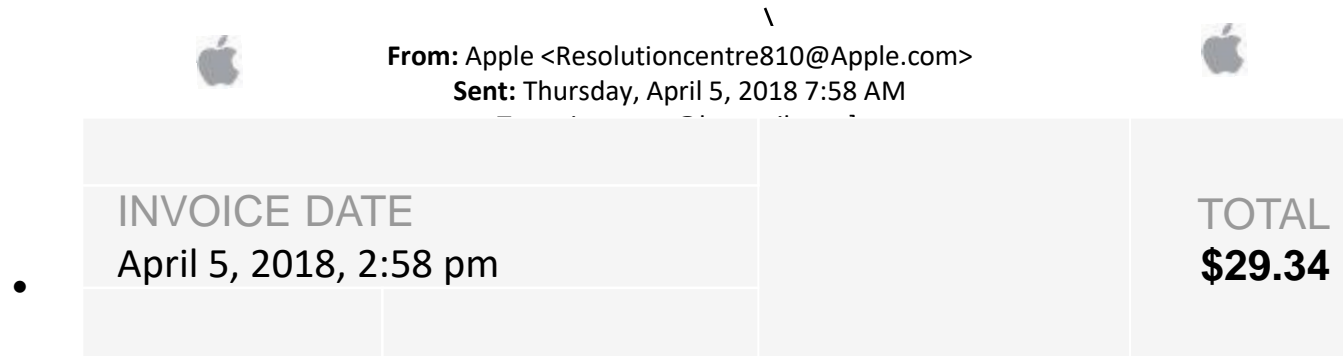 \
From: Apple <Resolutioncentre810@Apple.com>
Sent: Thursday, April 5, 2018 7:58 AM
INVOICE DATE
TOTAL
April 5, 2018, 2:58 pm
$29.34